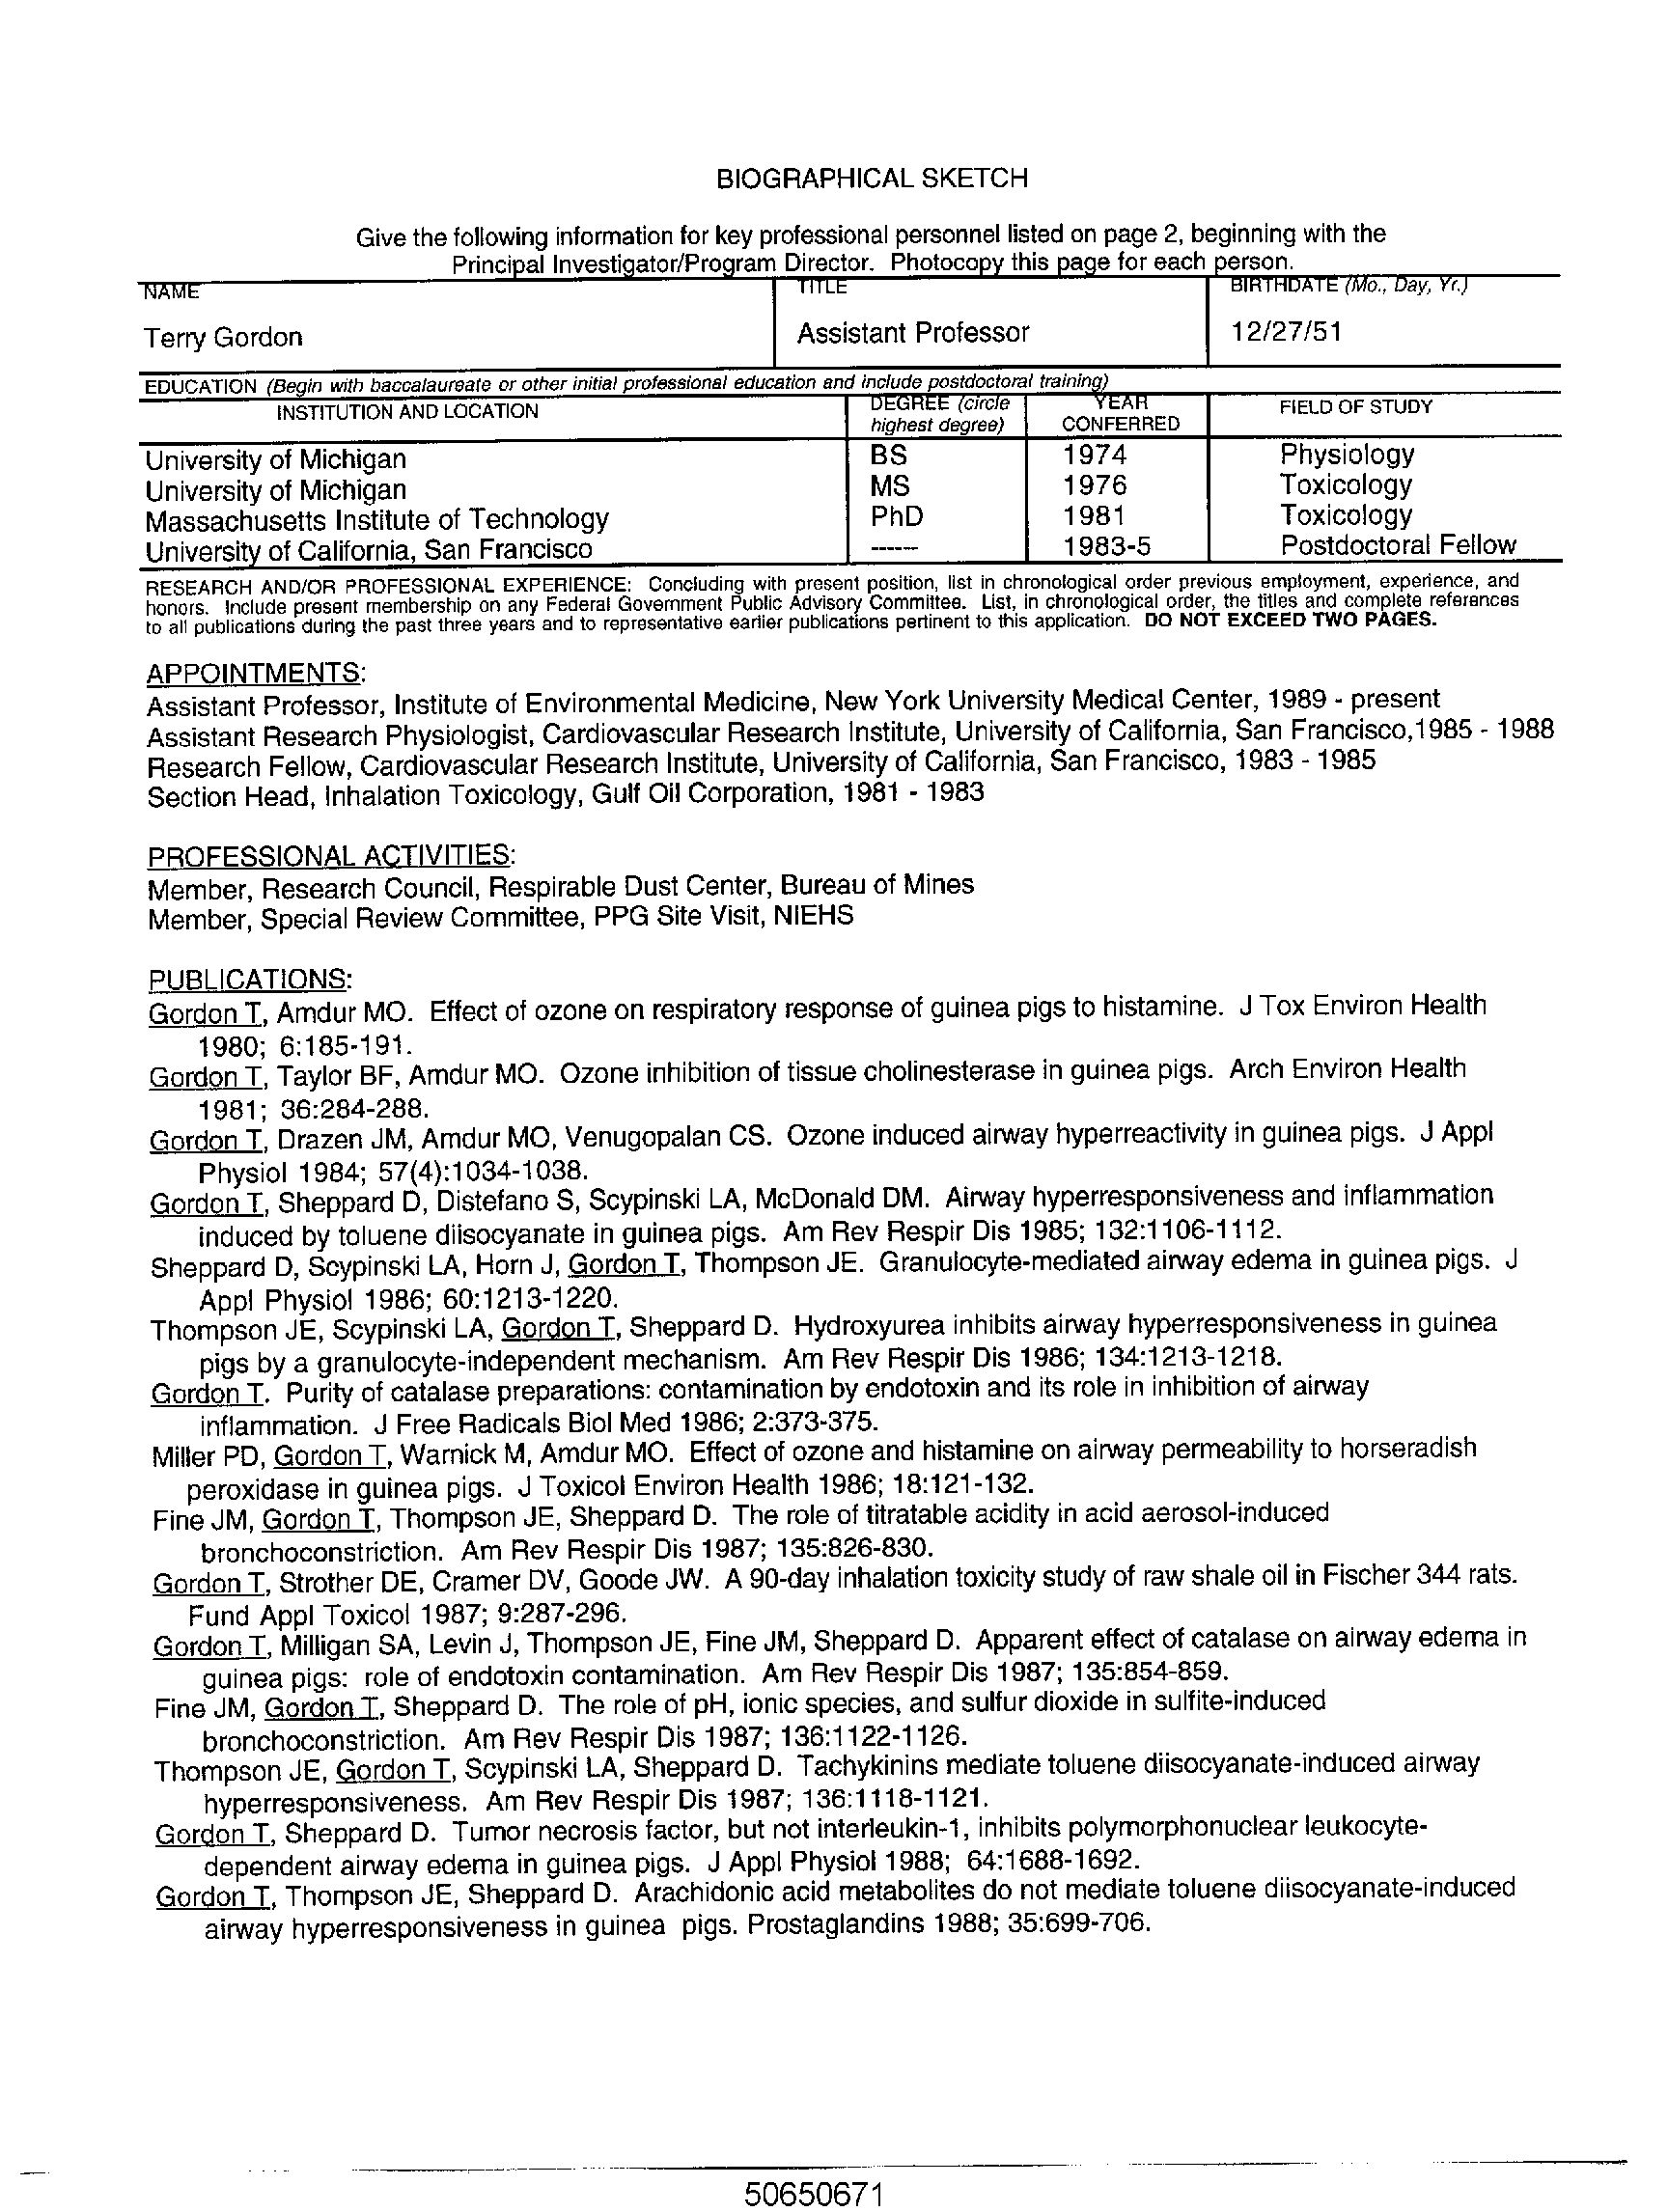 BIOGRAPHICAL SKETCH
Give the following information for key professional personnel listed on page 2, beginning with the
Principal Investigator/Program Director. Photocopy this page for each person.
NAME TITLE BIRTHDATE (Mo., Day, Yr.)
Terry Gordon Assistant Professor 12/27/51
EDUCATION (Begin with baccalaureate or other initial professional education and include postdoctoral training)
INSTITUTION AND LOCATION DEGREE (circle highest degree) YEAR CONFERRED FIELD OF STUDY
University of Michigan BS 1974 Physiology
University of Michigan MS 1976 Toxicology
Massachusetts Institute of Technology PhD 1981 Toxicology
University of California, San Francisco ------ 1983-5 Postdoctoral Fellow
RESEARCH AND/OR PROFESSIONAL EXPERIENCE: Concluding with present position, list in chronological order previous employment, experience, and
honors. Include present membership on any Federal Government Public Advisory Committee. List, in chronological order, the titles and complete references
to all publications during the past three years and to representative earlier publications pertinent to this application. DO NOT EXCEED TWO PAGES.
APPOINTMENTS:
Assistant Professor, Institute of Environmental Medicine, New York University Medical Center, 1989 - present
Assistant Research Physiologist, Cardiovascular Research Institute, University of California, San Francisco,1985 - 1988
Research Fellow, Cardiovascular Research Institute, University of California, San Francisco, 1983 - 1985
Section Head, Inhalation Toxicology, Gulf Oil Corporation, 1981 - 1983
PROFESSIONAL ACTIVITIES:
Member, Research Council, Respirable Dust Center, Bureau of Mines
Member, Special Review Committee, PPG Site Visit, NIEHS
PUBLICATIONS:
Gordon T, Amdur MO. Effect of ozone on respiratory response of guinea pigs to histamine. J Tox Environ Health
1980; 6:185-191.
Gordon T, Taylor BF, Amdur MO. Ozone inhibition of tissue cholinesterase in guinea pigs. Arch Environ Health
1981; 36:284-288.
Gordon T, Drazen JM, Amdur MO, Venugopalan CS. Ozone induced airway hyperreactivity in guinea pigs. J Appl
Physiol 1984; 57(4):1034-1038.
Gordon T, Sheppard D, Distefano S, Scypinski LA, McDonald DM. Airway hyperresponsiveness and inflammation
induced by toluene diisocyanate in guinea pigs. Am Rev Respir Dis 1985; 132:1106-1112.
Sheppard D, Scypinski LA, Horn J, Gordon T, Thompson JE. Granulocyte-mediated airway edema in guinea pigs. J
Appl Physiol 1986; 60:1213-1220.
Thompson JE, Scypinski LA, Gordon T, Sheppard D. Hydroxyurea inhibits airway hyperresponsiveness in guinea
pigs by a granulocyte-independent mechanism. Am Rev Respir Dis 1986; 134:1213-1218.
Gordon T. Purity of catalase preparations: contamination by endotoxin and its role in inhibition of airway
inflammation. J Free Radicals Biol Med 1986; 2:373-375.
Miller PD, Gordon T, Warnick M, Amdur MO. Effect of ozone and histamine on airway permeability to horseradish
peroxidase in guinea pigs. J Toxicol Environ Health 1986; 18:121-132.
Fine JM, Gordon T, Thompson JE, Sheppard D. The role of titratable acidity in acid aerosol-induced
bronchoconstriction. Am Rev Respir Dis 1987; 135:826-830.
Gordon T, Strother DE, Cramer DV, Goode JW. A 90-day inhalation toxicity study of raw shale oil in Fischer 344 rats.
Fund Appl Toxicol 1987; 9:287-296.
Gordon T, Milligan SA, Levin J, Thompson JE, Fine JM, Sheppard D. Apparent effect of catalase on airway edema in
guinea pigs: role of endotoxin contamination. Am Rev Respir Dis 1987; 135:854-859.
Fine JM, Gordon T, Sheppard D. The role of pH, ionic species, and sulfur dioxide in sulfite-induced
bronchoconstriction. Am Rev Respir Dis 1987; 136:1122-1126.
Thompson JE, Gordon T, Scypinski LA, Sheppard D. Tachykinins mediate toluene diisocyanate-induced airway
hyperresponsiveness. Am Rev Respir Dis 1987; 136:1118-1121.
Gordon T, Sheppard D. Tumor necrosis factor, but not interleukin-1, inhibits polymorphonuclear leukocyte-
dependent airway edema in guinea pigs. J Appl Physiol 1988; 64:1688-1692.
Gordon T, Thompson JE, Sheppard D. Arachidonic acid metabolites do not mediate toluene diisocyanate-induced
airway hyperresponsiveness in guinea pigs. Prostaglandins 1988; 35:699-706.
50650671